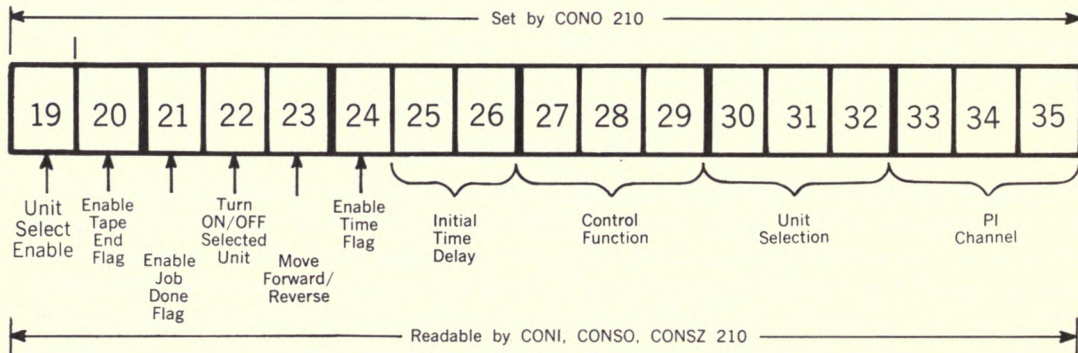 Set by CONO 210
19 20 21 22 23 24 25 26 27 28 29 30 31 32 33 34 35
Unit
Select
Enable
Enable
Tape
End
Flag
Enable
Job
Done
Flag
Turn
ON/OFF
Selected
Unit
Move
Forward/
Reverse
Enable
Time
Flag
Initial
Time
Delay
Control
Function
Unit
Selection
PI
Channel
Readable by CONI, CONSO, CONSZ 210